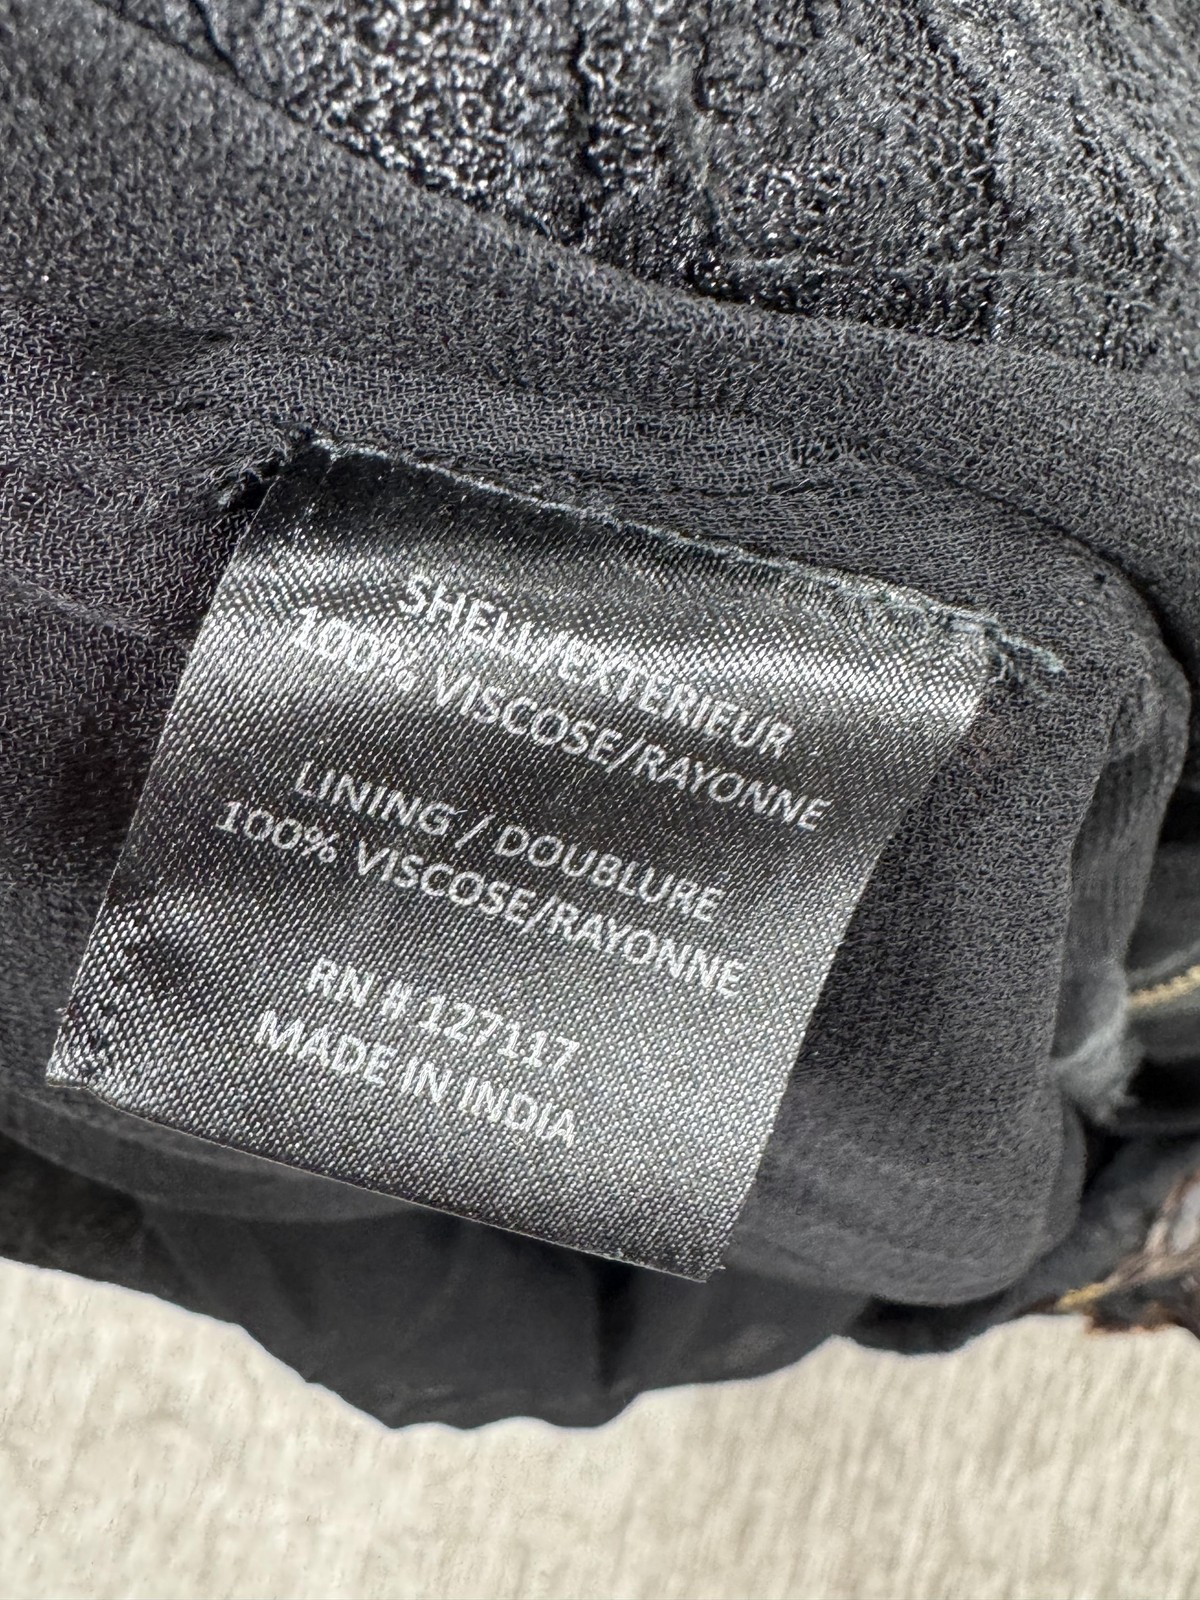 SHELL/EXTERIEUR
100% VISCOSE/RAYONNE
LINING / DOUBLURE
100% VISCOSE/RAYONNE
RN # 127117
MADE IN INDIA